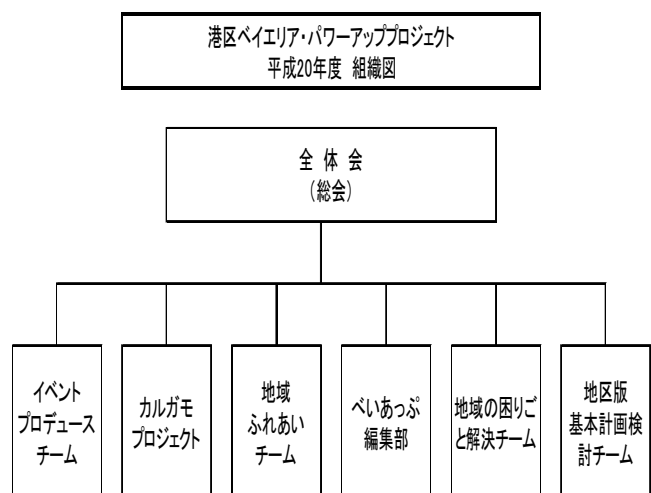 港区ベイエリア・パワーアッププロジェクト
平成20年度 組織図
全 体 会
(総会)
イベント
プロデュース
チーム
カルガモ
プロジェクト
地域
ふれあい
チーム
べいあっぷ
編集部
地域の困りご
と解決チーム
地区版
基本計画検
討チーム